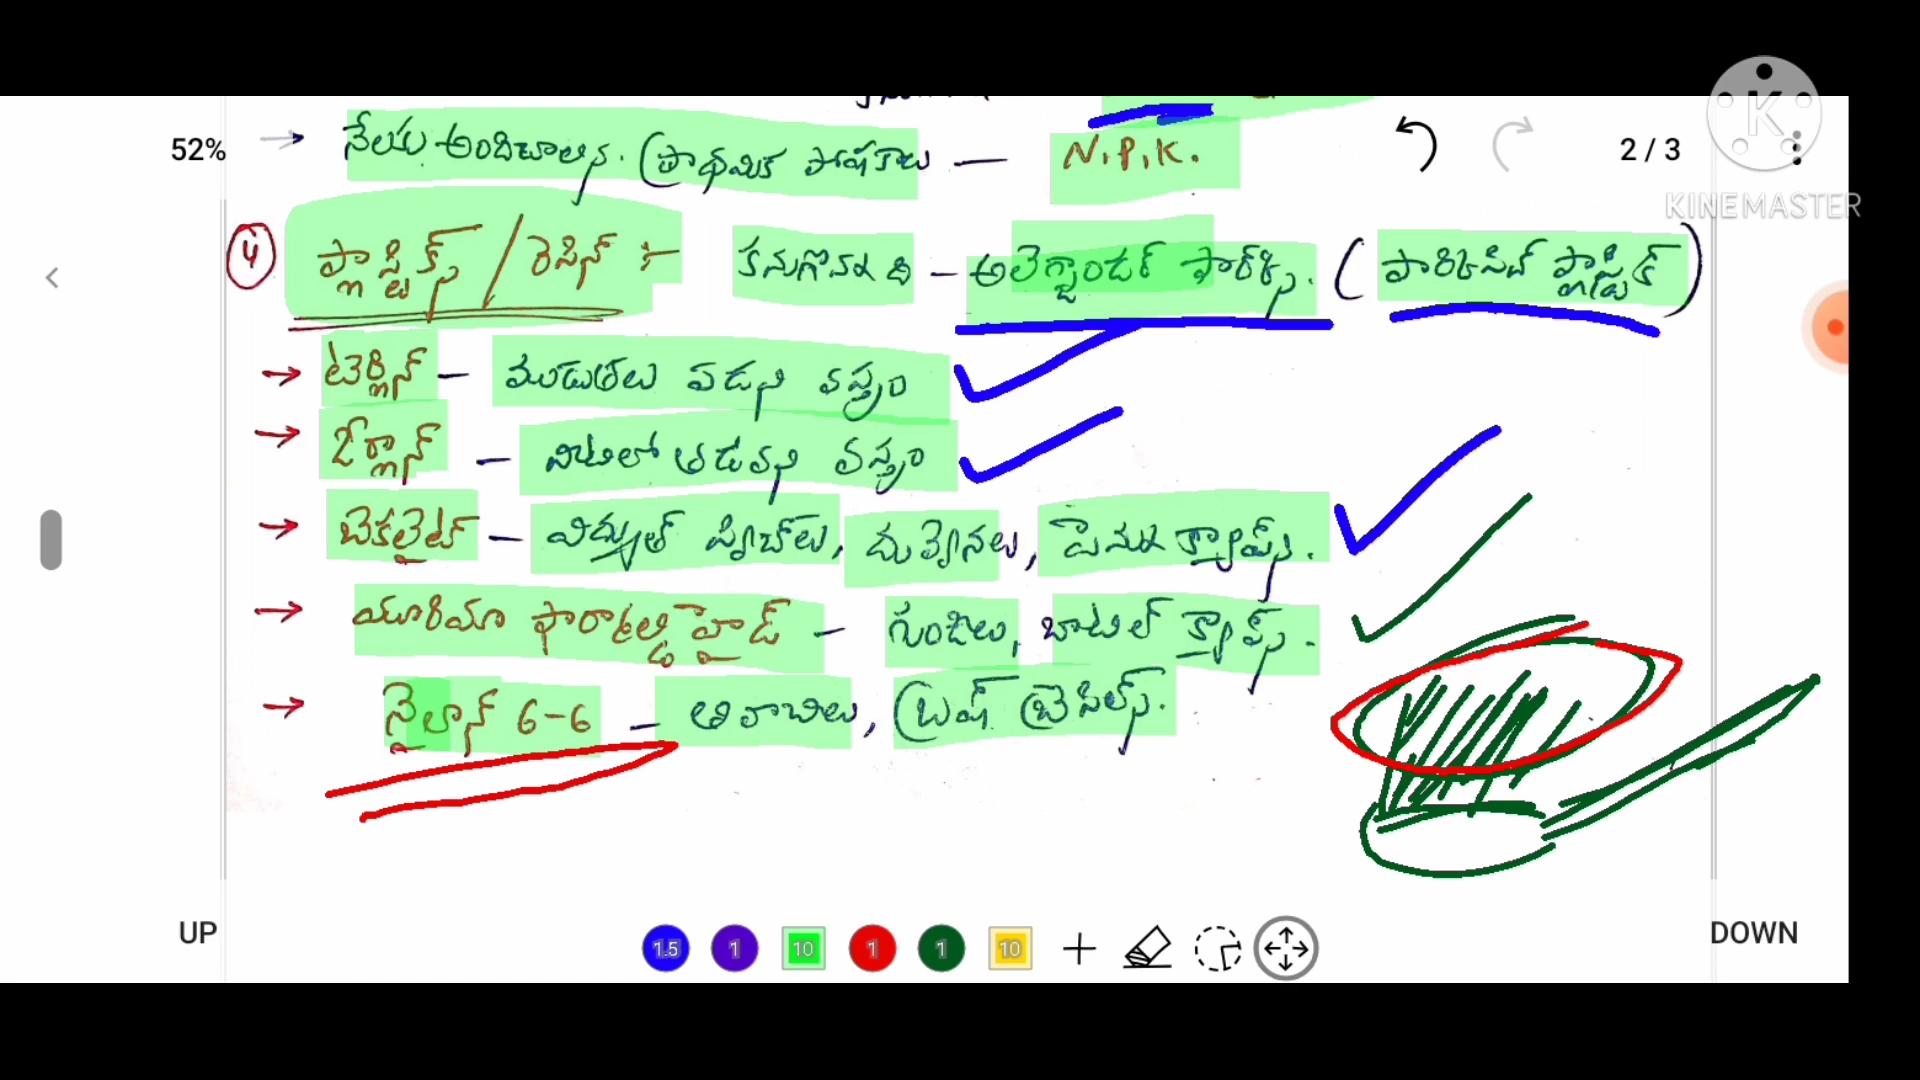 52%
నేలకు అందించాల్సిన ప్రాథమిక పోషకాలు — N.P.K.
2 / 3
KINEMASTER
4 ప్లాస్టిక్స్ / రెసిన్ :- కనుగొనినది – అలెగ్జాండర్ పార్క్స్. (పార్కిసిన్ ప్లాస్టిక్)
→ టెర్లిన్ – ముడుతలు పడని వస్త్రం
→ ఓర్లాన్ – నీటిలో తడవని వస్త్రం
→ బెకలైట్ – విద్యుత్ స్విచ్‌లు, దువ్వెనలు, పెనుకా క్యాప్స్.
→ యూరియా ఫార్మాల్డిహైడ్ – గుండీలు, బాటిల్ క్యాప్స్.
→ నైలాన్ 6-6 – తివాచీలు, బ్రష్ బ్రెసిల్స్.
UP
DOWN
1.5 1 10 1 1 10